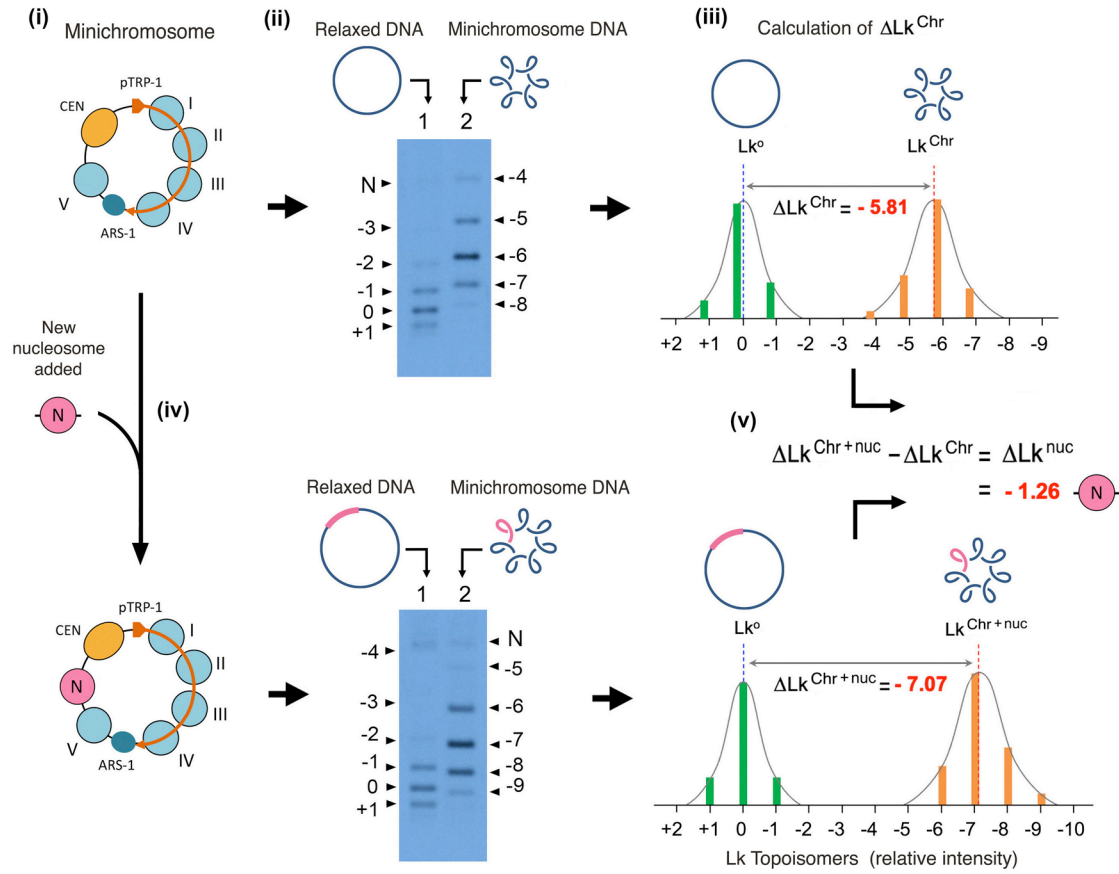 (i)
Minichromosome
pTRP-1
CEN
I
II
III
IV
V
ARS-1
New
nucleosome
added
N
(iv)
pTRP-1
CEN
N
I
II
III
IV
V
ARS-1
(ii)
Relaxed DNA
Minichromosome DNA
1 2
N
-3
-2
-1
0
+1
-4
-5
-6
-7
-8
Relaxed DNA
Minichromosome DNA
1 2
-4
-3
-2
-1
0
+1
N
-5
-6
-7
-8
-9
(iii)
Calculation of ΔLk^Chr
Lk°
Lk^Chr
ΔLk^Chr = - 5.81
+2 +1 0 -1 -2 -3 -4 -5 -6 -7 -8 -9
(v)
ΔLk^Chr+nuc – ΔLk^Chr = ΔLk^nuc
= - 1.26 N
Lk°
Lk^Chr+nuc
ΔLk^Chr+nuc = - 7.07
+2 +1 0 -1 -2 -3 -4 -5 -6 -7 -8 -9 -10
Lk Topoisomers (relative intensity)